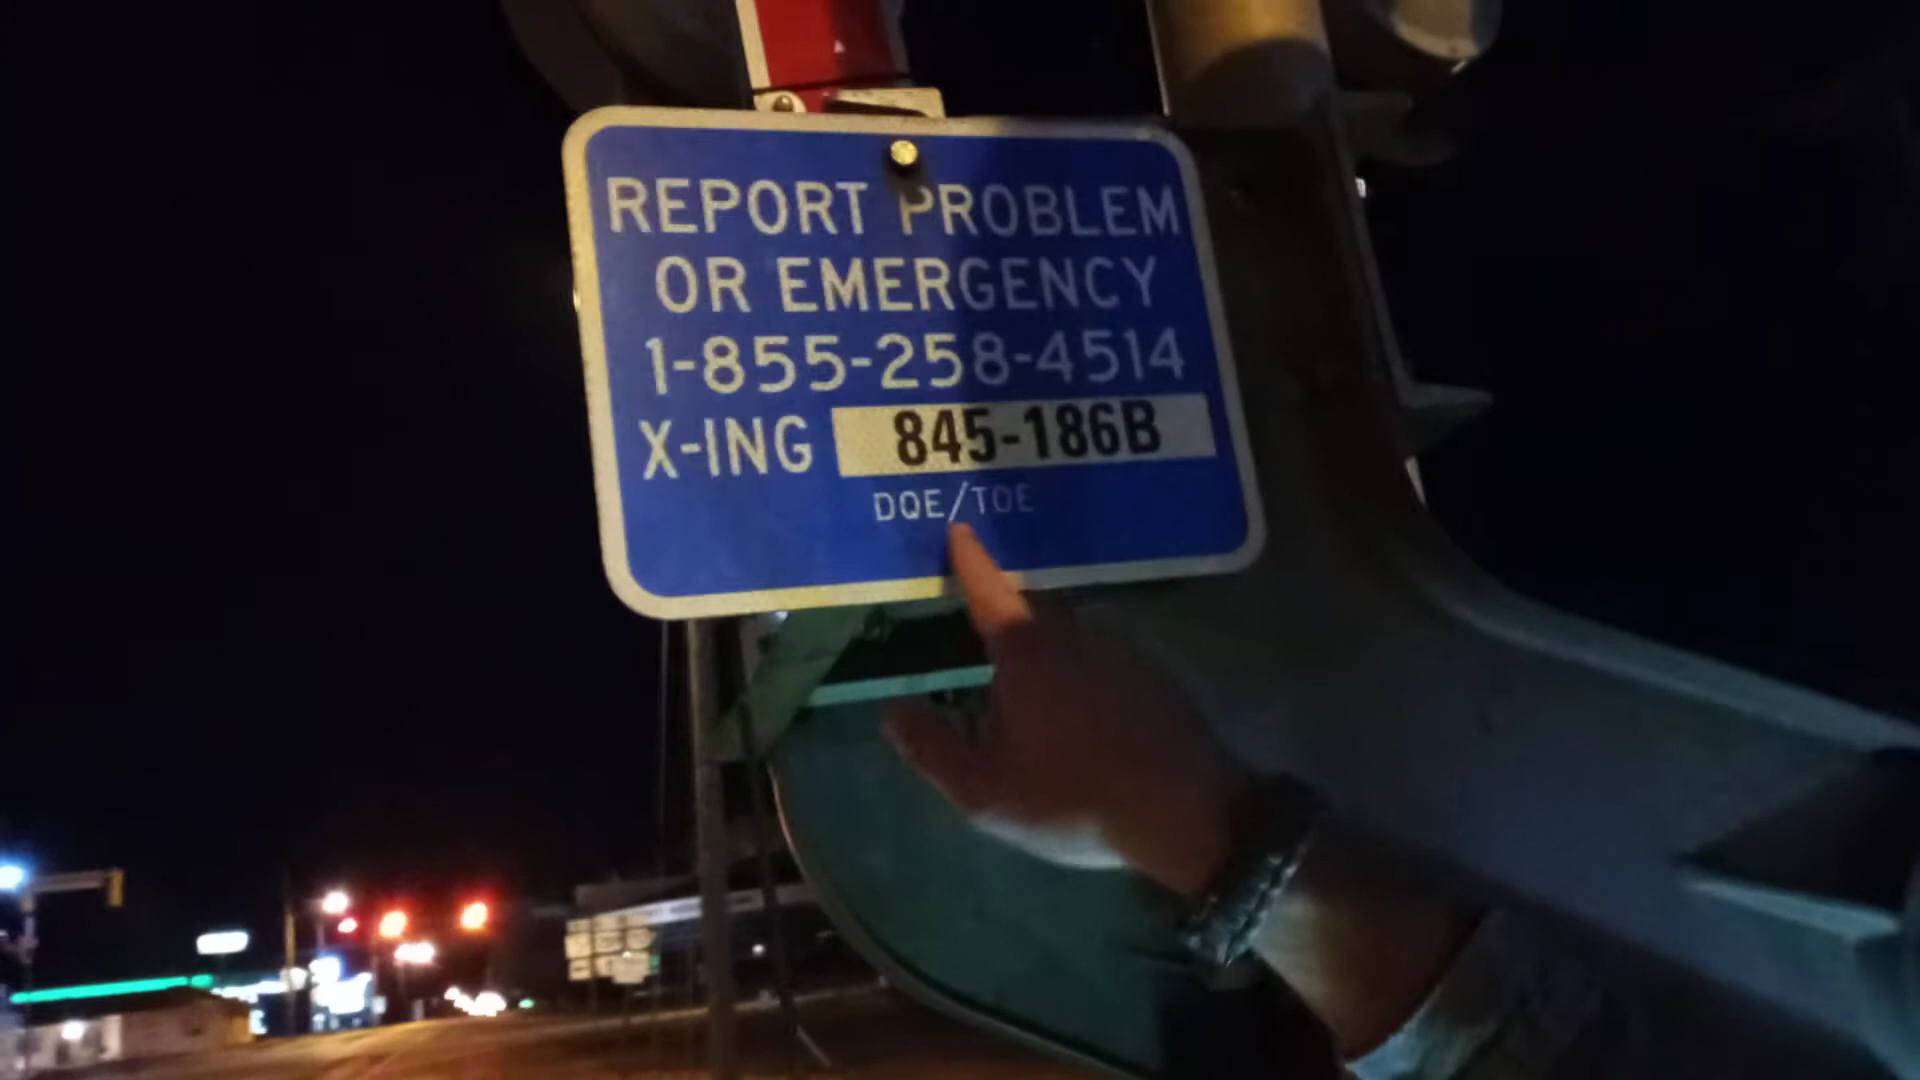 REPORT PROBLEM
OR EMERGENCY
1-855-258-4514
X-ING 845-186B
DQE/TOE